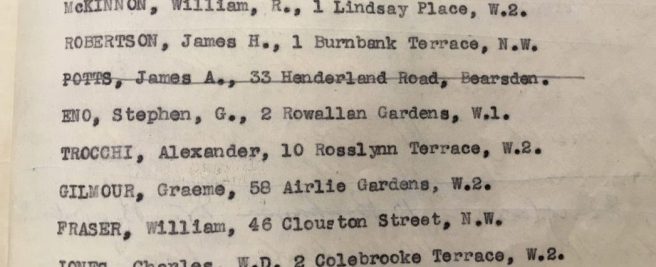 McKINNON, William, R., 1 Lindsay Place, W.2.
ROBERTSON, James H., 1 Burnbank Terrace, N.W.
POTTS, James A., 33 Henderland Road, Bearsden.
ENO, Stephen, G., 2 Rowallan Gardens, W.1.
TROCCHI, Alexander, 10 Rosslynn Terrace, W.2.
GILMOUR, Graeme, 58 Airlie Gardens, W.2.
FRASER, William, 46 Clouston Street, N.W.
JONES, Charles, W.D. 2 Colebrooke Terrace, W.2.